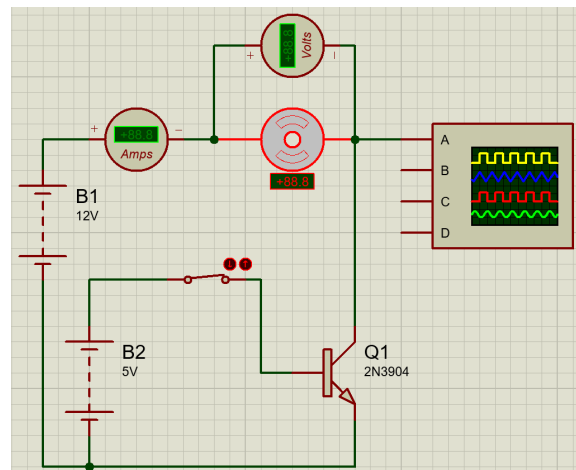 +88.8
Volts
+
−
+
+88.8
−
Amps
+88.8
A
B
C
D
B1
12V
B2
5V
Q1
2N3904